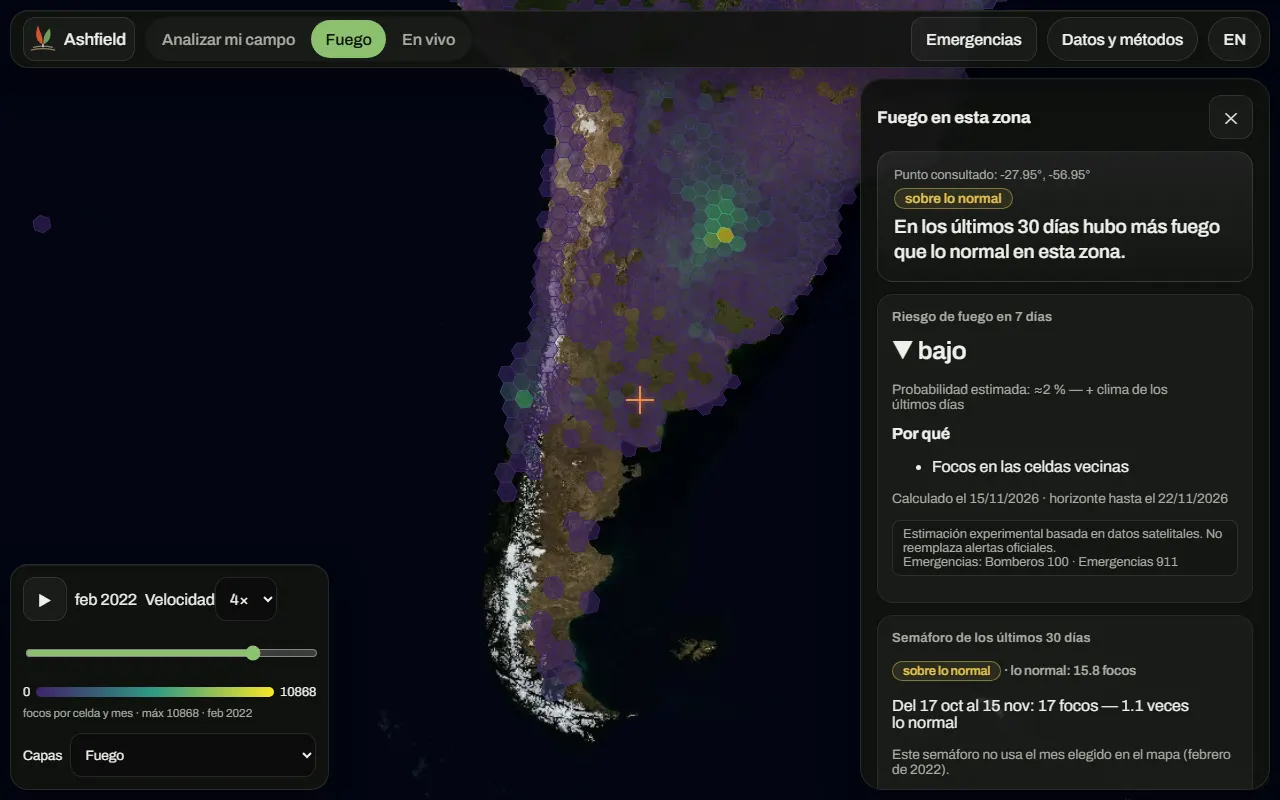 Ashfield
Analizar mi campo
Fuego
En vivo
Emergencias
Datos y métodos
EN
Fuego en esta zona
Punto consultado: -27.95°, -56.95°
sobre lo normal
En los últimos 30 días hubo más fuego
que lo normal en esta zona.
Riesgo de fuego en 7 días
▼ bajo
Probabilidad estimada: ≈2 % — + clima de los
últimos días
Por qué
• Focos en las celdas vecinas
Calculado el 15/11/2026 · horizonte hasta el 22/11/2026
Estimación experimental basada en datos satelitales. No
reemplaza alertas oficiales.
Emergencias: Bomberos 100 · Emergencias 911
Semáforo de los últimos 30 días
sobre lo normal · lo normal: 15.8 focos
Del 17 oct al 15 nov: 17 focos — 1.1 veces
lo normal
Este semáforo no usa el mes elegido en el mapa (febrero
de 2022).
feb 2022 Velocidad 4×
0 10868
focos por celda y mes · máx 10868 · feb 2022
Capas Fuego